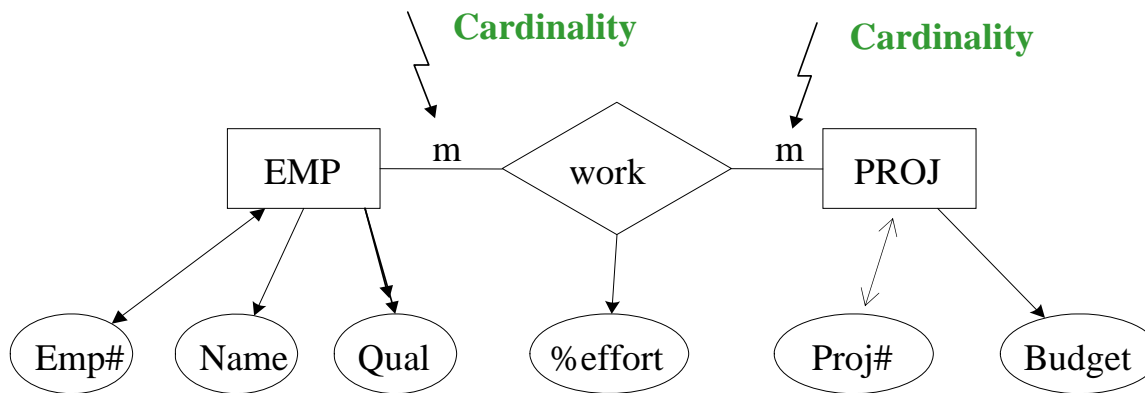 Cardinality
Cardinality
EMP
m
work
m
PROJ
Emp#
Name
Qual
%effort
Proj#
Budget